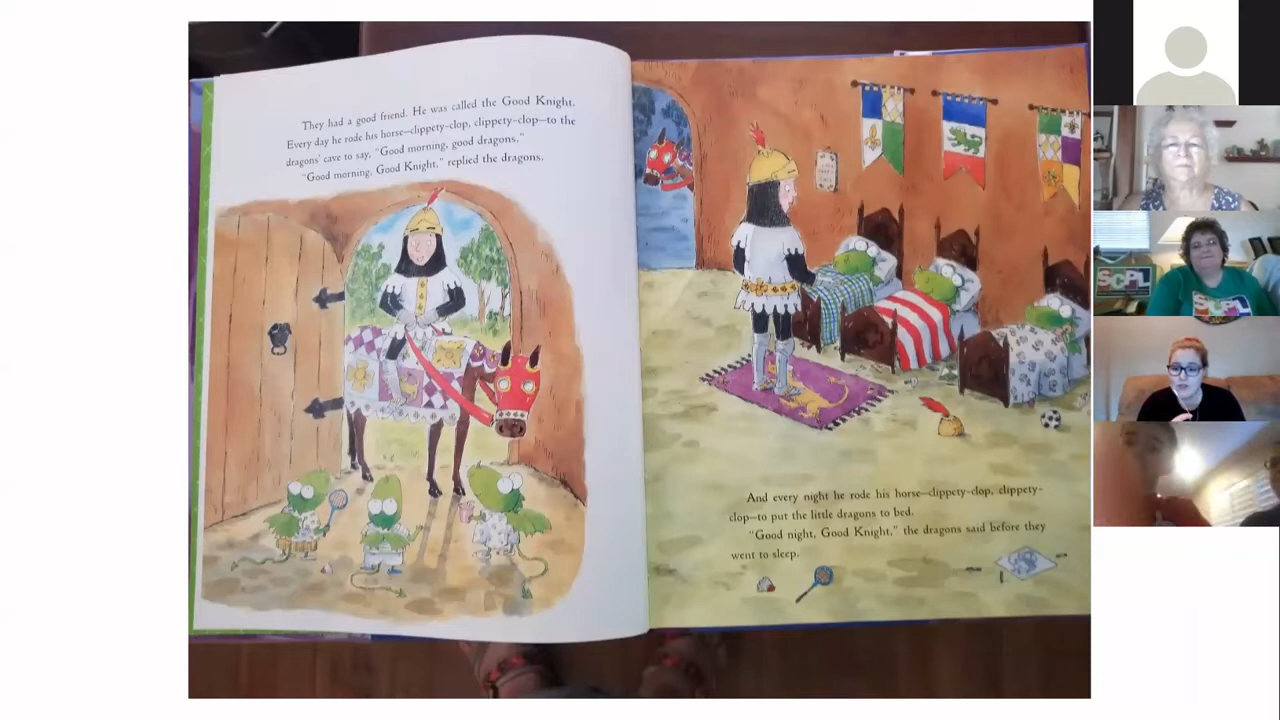 They had a good friend. He was called the Good Knight.
Every day he rode his horse—clippety-clop, clippety-clop—to the
dragons' cave to say, "Good morning, good dragons."
"Good morning, Good Knight," replied the dragons.
And every night he rode his horse—clippety-clop, clippety-
clop—to put the little dragons to bed.
"Good night, Good Knight," the dragons said before they
went to sleep.
SCPL